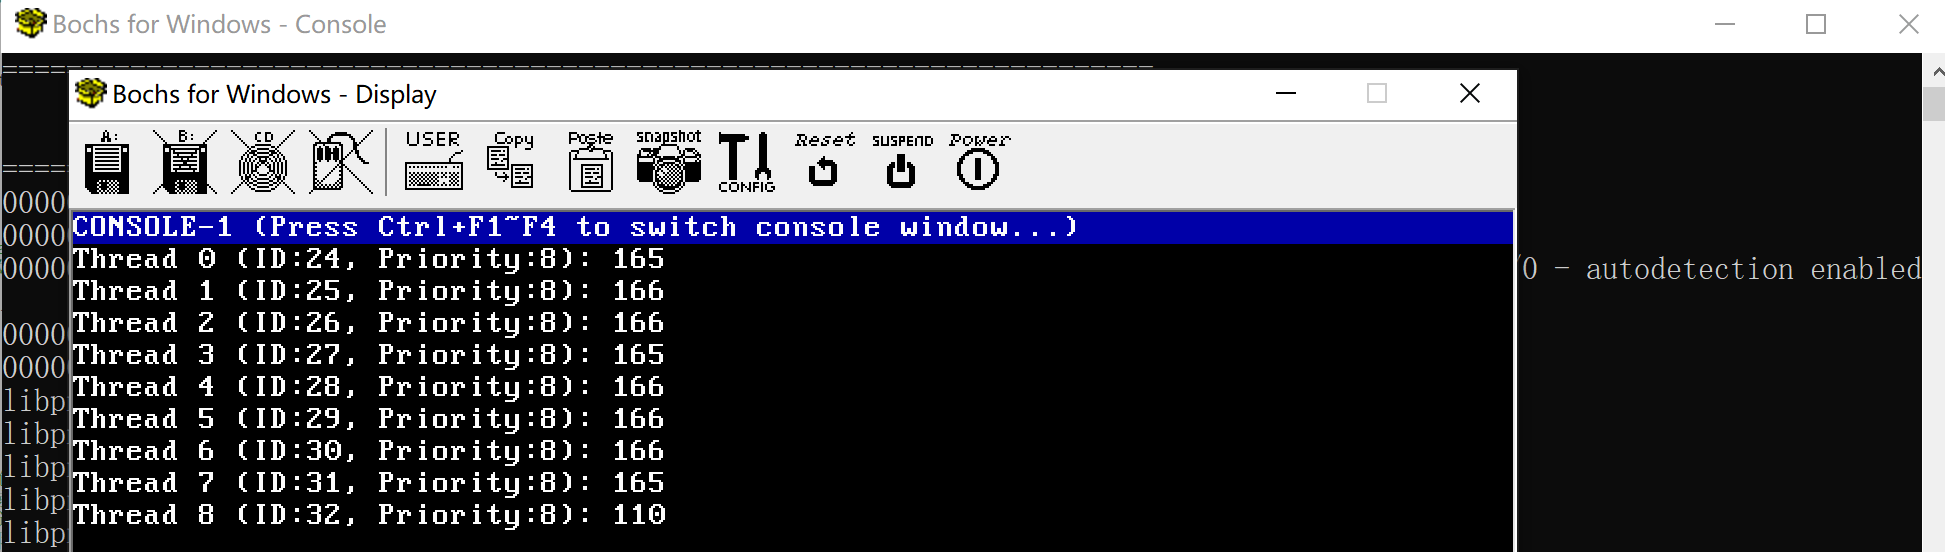 Bochs for Windows - Console
Bochs for Windows - Display
A: B: CD USER Copy Paste snapshot CONFIG Reset SUSPEND Power
CONSOLE-1 (Press Ctrl+F1~F4 to switch console window...)
Thread 0 (ID:24, Priority:8): 165
0000
Thread 1 (ID:25, Priority:8): 166
0000
Thread 2 (ID:26, Priority:8): 166
0000
/0 - autodetection enabled
Thread 3 (ID:27, Priority:8): 165
0000
Thread 4 (ID:28, Priority:8): 166
0000
Thread 5 (ID:29, Priority:8): 166
libp
Thread 6 (ID:30, Priority:8): 166
libp
Thread 7 (ID:31, Priority:8): 165
libp
Thread 8 (ID:32, Priority:8): 110
libp
libp